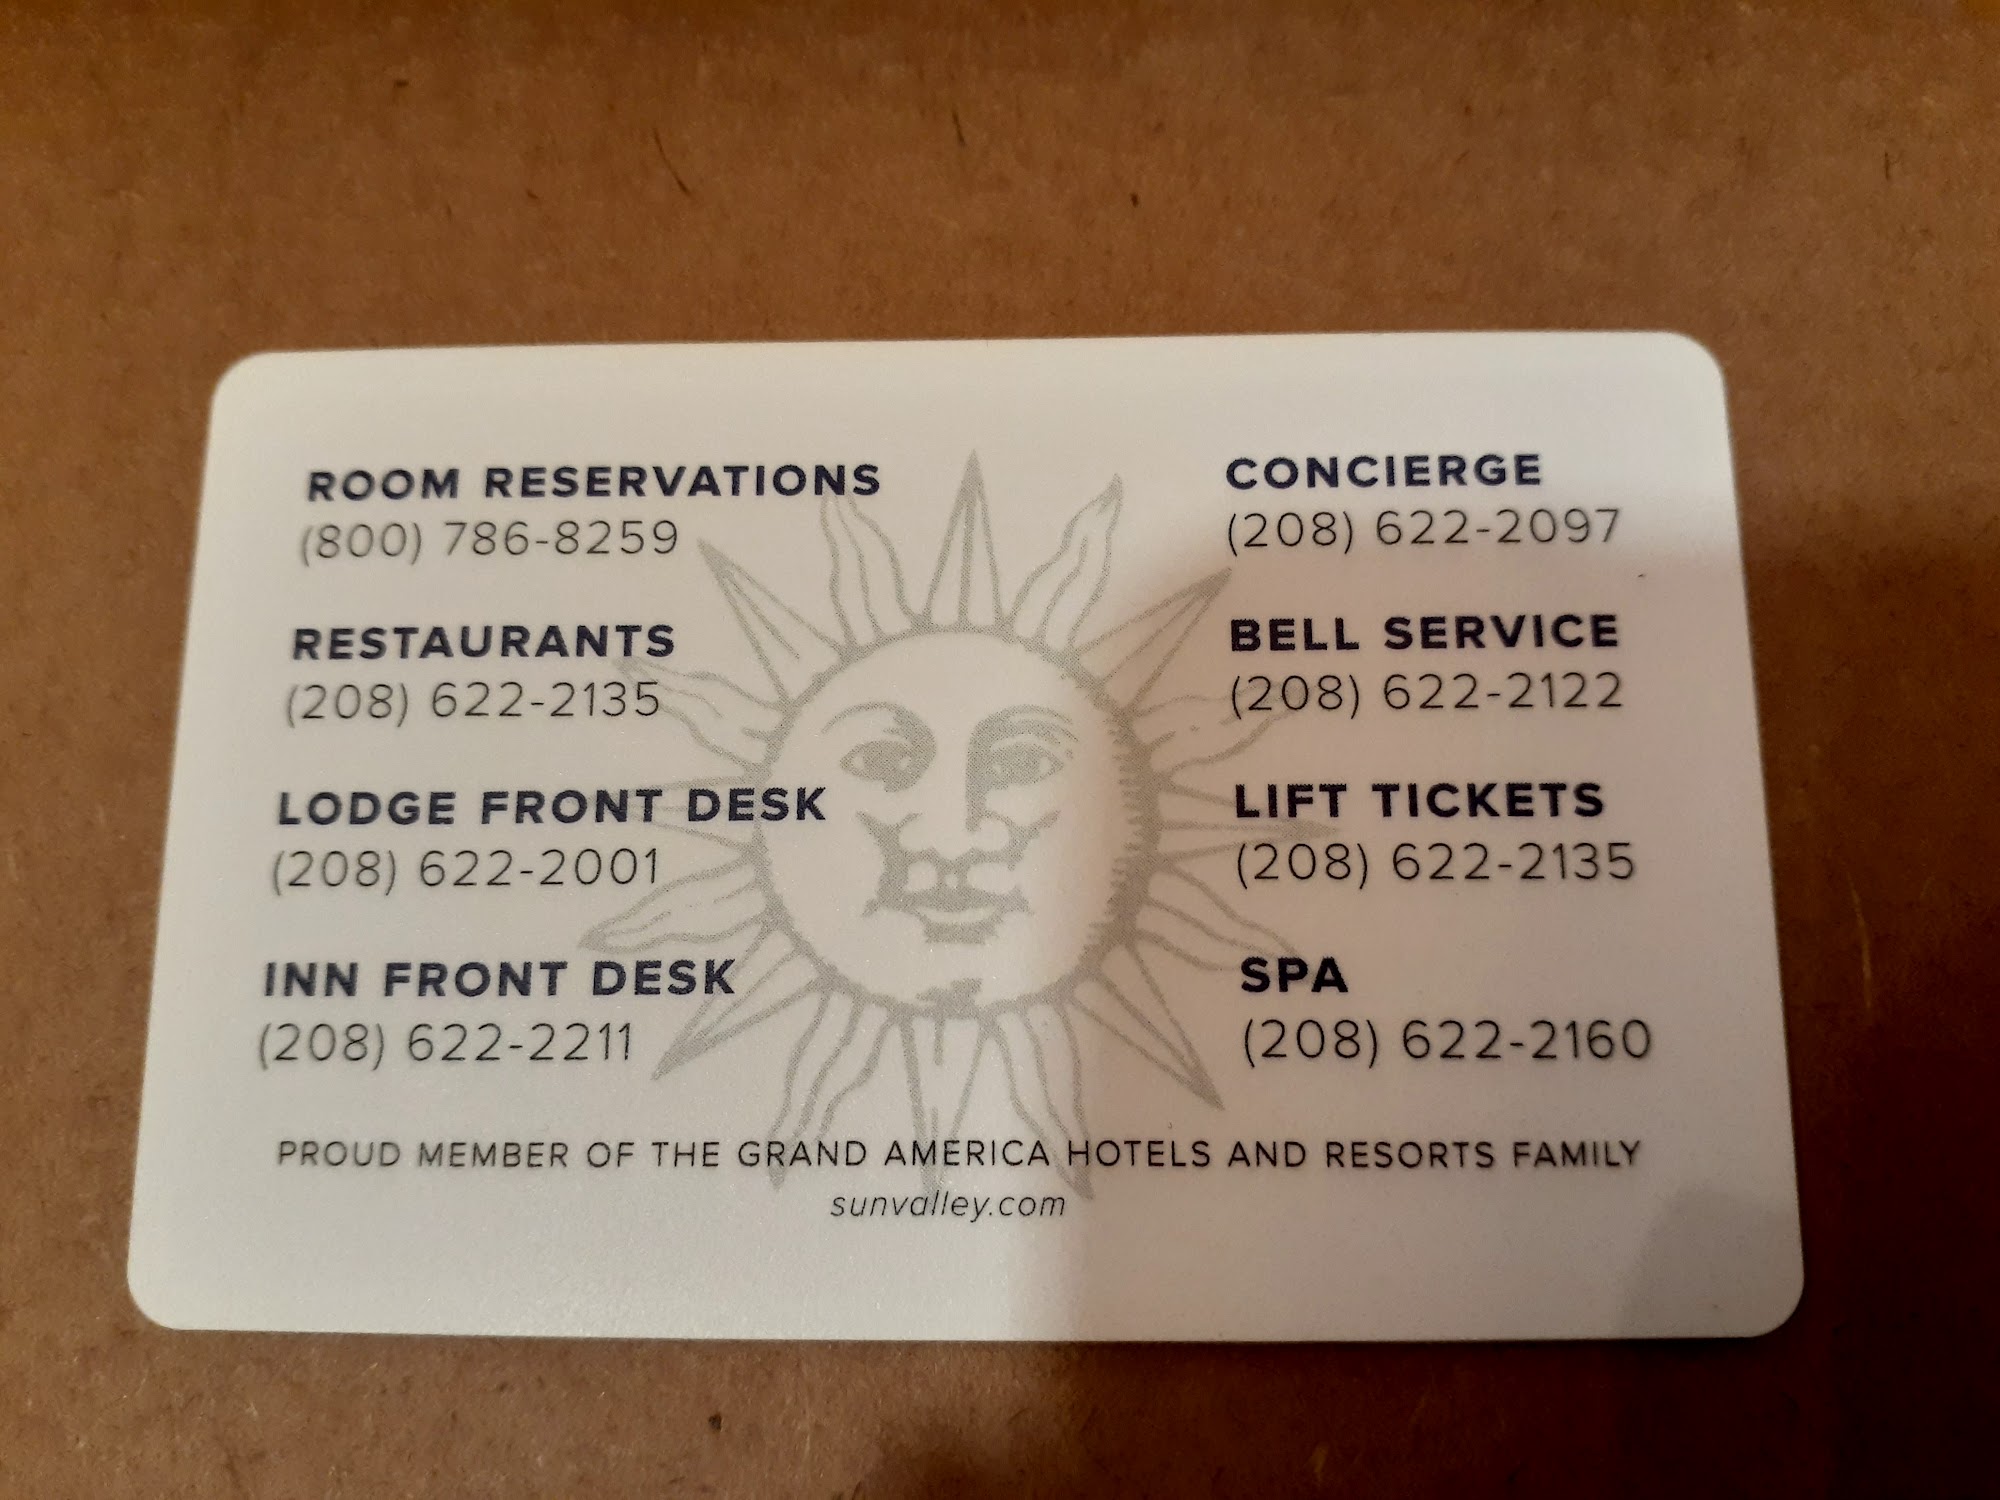 ROOM RESERVATIONS
(800) 786-8259
RESTAURANTS
(208) 622-2135
LODGE FRONT DESK
(208) 622-2001
INN FRONT DESK
(208) 622-2211
CONCIERGE
(208) 622-2097
BELL SERVICE
(208) 622-2122
LIFT TICKETS
(208) 622-2135
SPA
(208) 622-2160
PROUD MEMBER OF THE GRAND AMERICA HOTELS AND RESORTS FAMILY
sunvalley.com